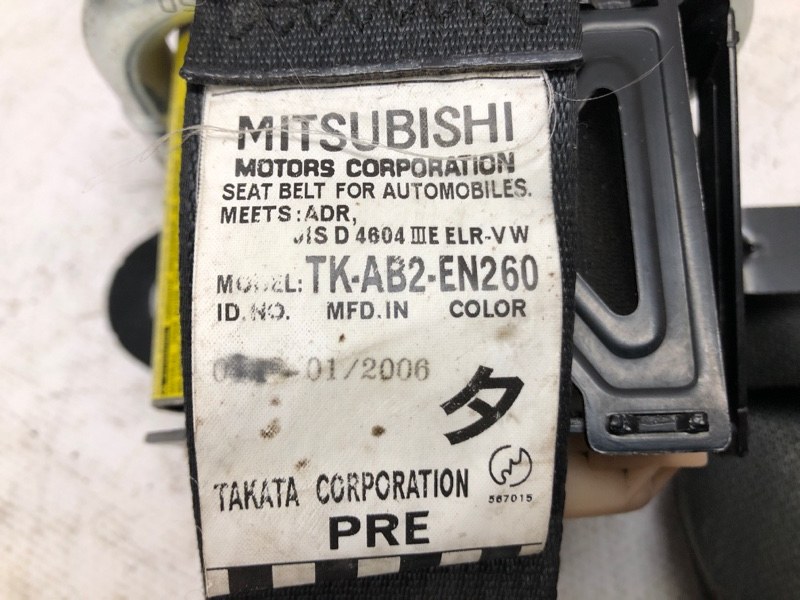 MITSUBISHI
MOTORS CORPORATION
SEAT BELT FOR AUTOMOBILES.
MEETS: ADR,
JIS D 4604 III E ELR-VW
MODEL: TK-AB2-EN260
ID. NO. MFD. IN COLOR
01/2006
タ
TAKATA CORPORATION
567015
PRE